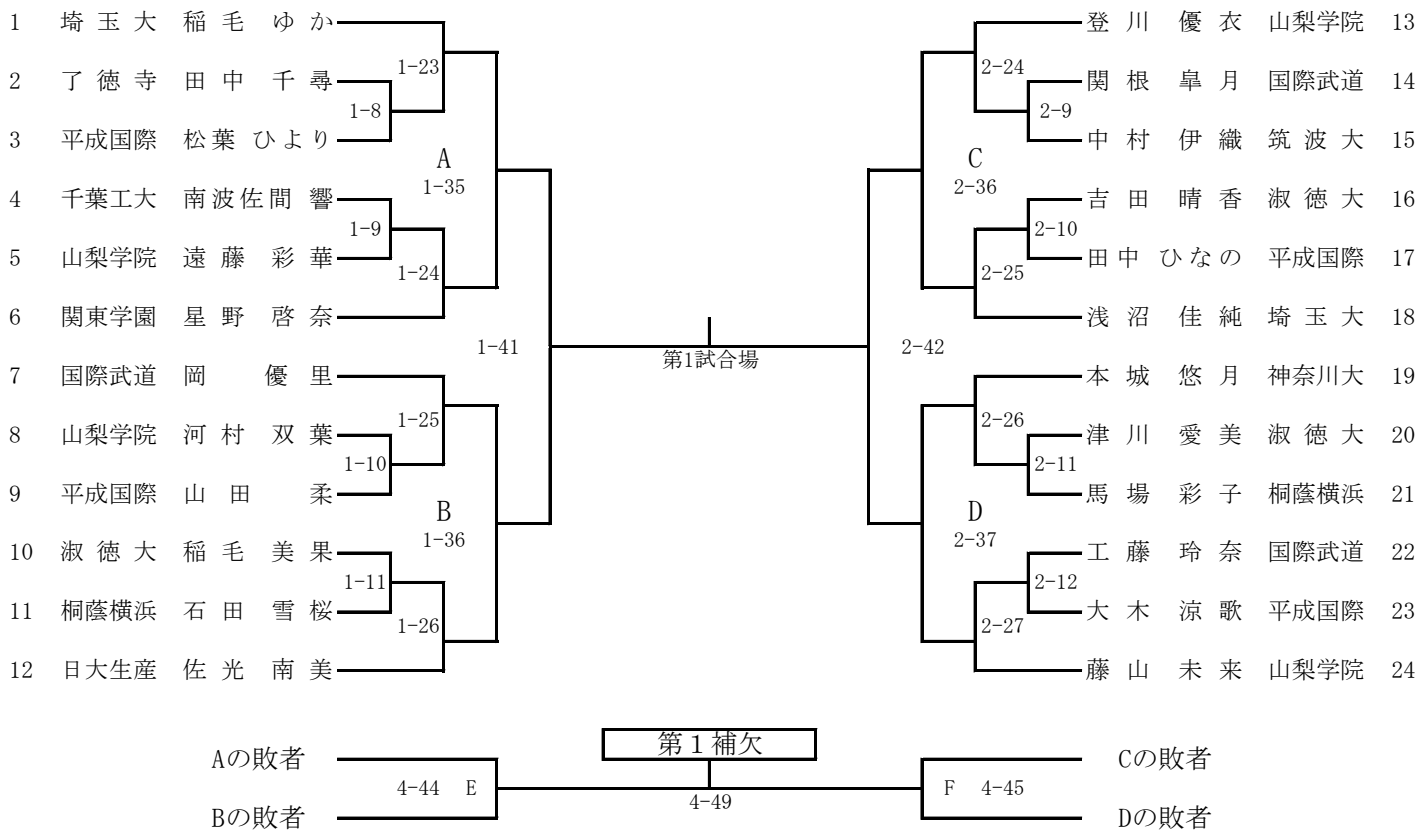 1 埼玉大 稲毛 ゆか
登川 優衣 山梨学院 13
1-23
2-24
2 了徳寺 田中 千尋
関根 皐月 国際武道 14
1-8
2-9
3 平成国際 松葉 ひより
中村 伊織 筑波大 15
A
C
1-35
2-36
4 千葉工大 南波佐間 響
吉田 晴香 淑徳大 16
1-9
2-10
5 山梨学院 遠藤 彩華
田中 ひなの 平成国際 17
1-24
2-25
6 関東学園 星野 啓奈
浅沼 佳純 埼玉大 18
1-41
第1試合場
2-42
7 国際武道 岡 優里
本城 悠月 神奈川大 19
1-25
2-26
8 山梨学院 河村 双葉
津川 愛美 淑徳大 20
1-10
2-11
9 平成国際 山田 柔
馬場 彩子 桐蔭横浜 21
B
D
1-36
2-37
10 淑徳大 稲毛 美果
工藤 玲奈 国際武道 22
1-11
2-12
11 桐蔭横浜 石田 雪桜
大木 涼歌 平成国際 23
1-26
2-27
12 日大生産 佐光 南美
藤山 未来 山梨学院 24
第1補欠
Aの敗者
Cの敗者
4-44 E
4-49
F 4-45
Bの敗者
Dの敗者